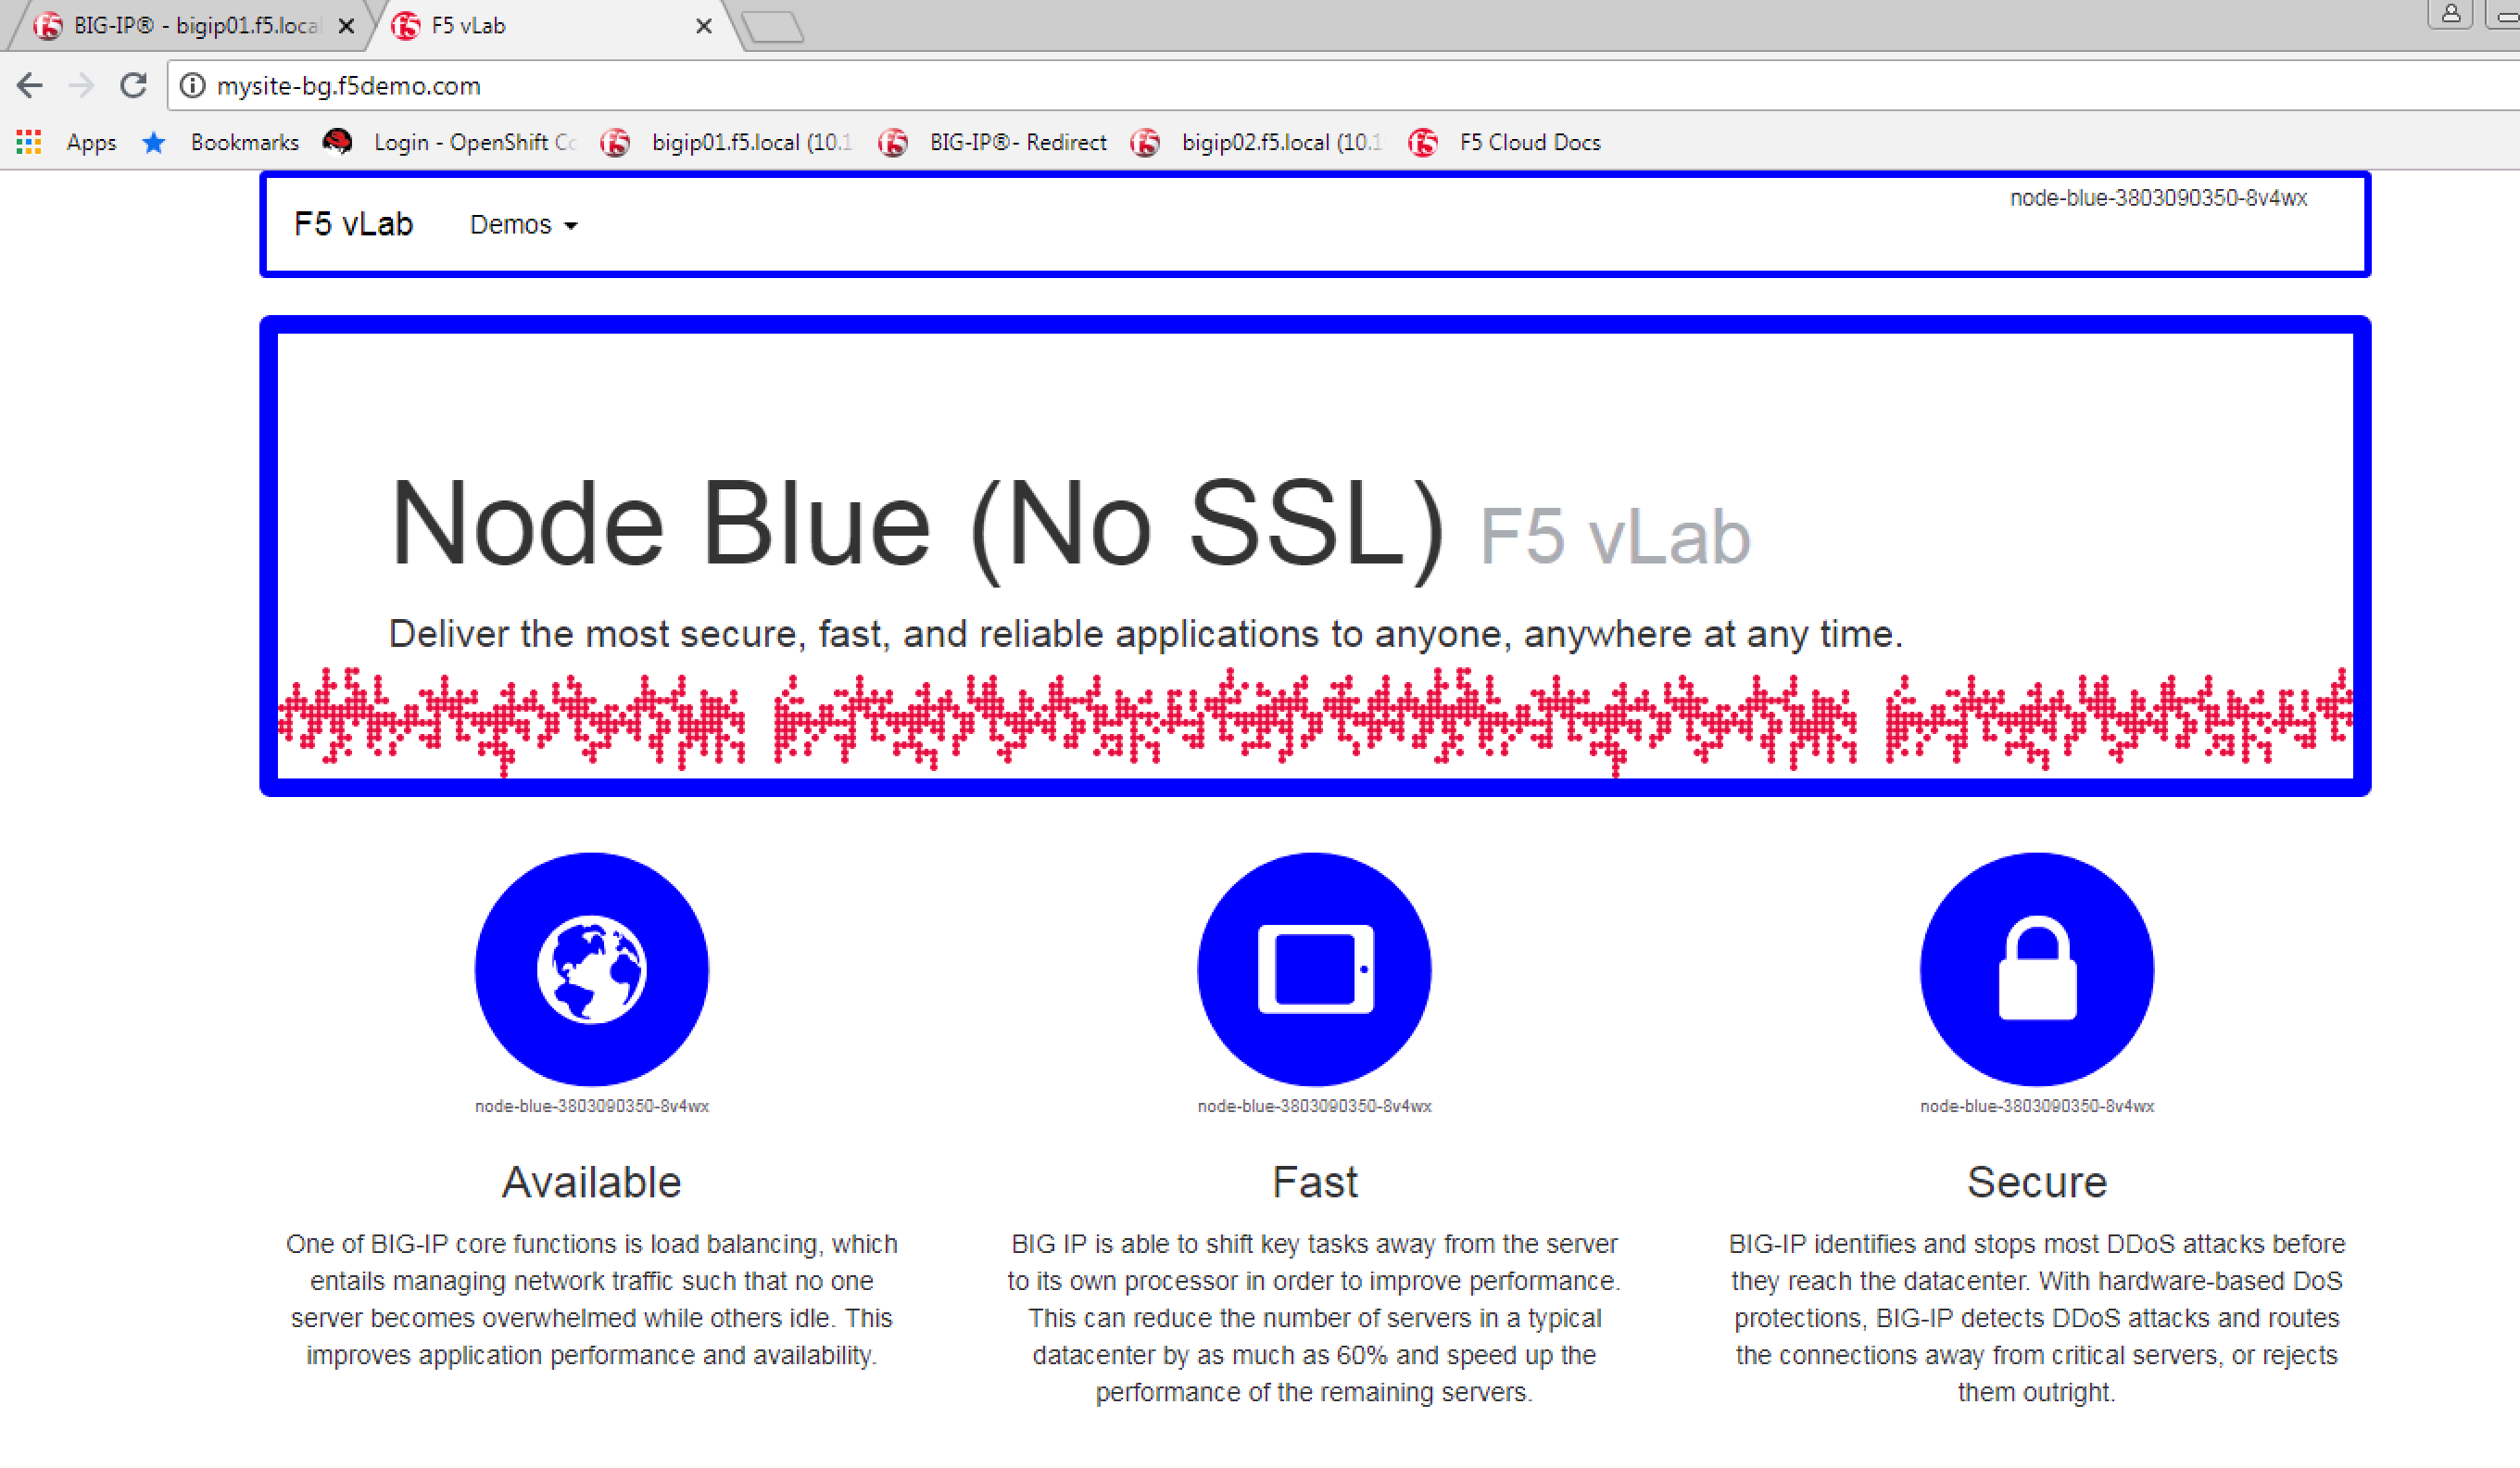 BIG-IP® - bigip01.f5.local
F5 vLab
mysite-bg.f5demo.com
Apps
Bookmarks
Login - OpenShift Co
bigip01.f5.local (10.1
BIG-IP®- Redirect
bigip02.f5.local (10.1
F5 Cloud Docs
F5 vLab
Demos
node-blue-3803090350-8v4wx
Node Blue (No SSL) F5 vLab
Deliver the most secure, fast, and reliable applications to anyone, anywhere at any time.
node-blue-3803090350-8v4wx
Available
One of BIG-IP core functions is load balancing, which
entails managing network traffic such that no one
server becomes overwhelmed while others idle. This
improves application performance and availability.
node-blue-3803090350-8v4wx
Fast
BIG IP is able to shift key tasks away from the server
to its own processor in order to improve performance.
This can reduce the number of servers in a typical
datacenter by as much as 60% and speed up the
performance of the remaining servers.
node-blue-3803090350-8v4wx
Secure
BIG-IP identifies and stops most DDoS attacks before
they reach the datacenter. With hardware-based DoS
protections, BIG-IP detects DDoS attacks and routes
the connections away from critical servers, or rejects
them outright.